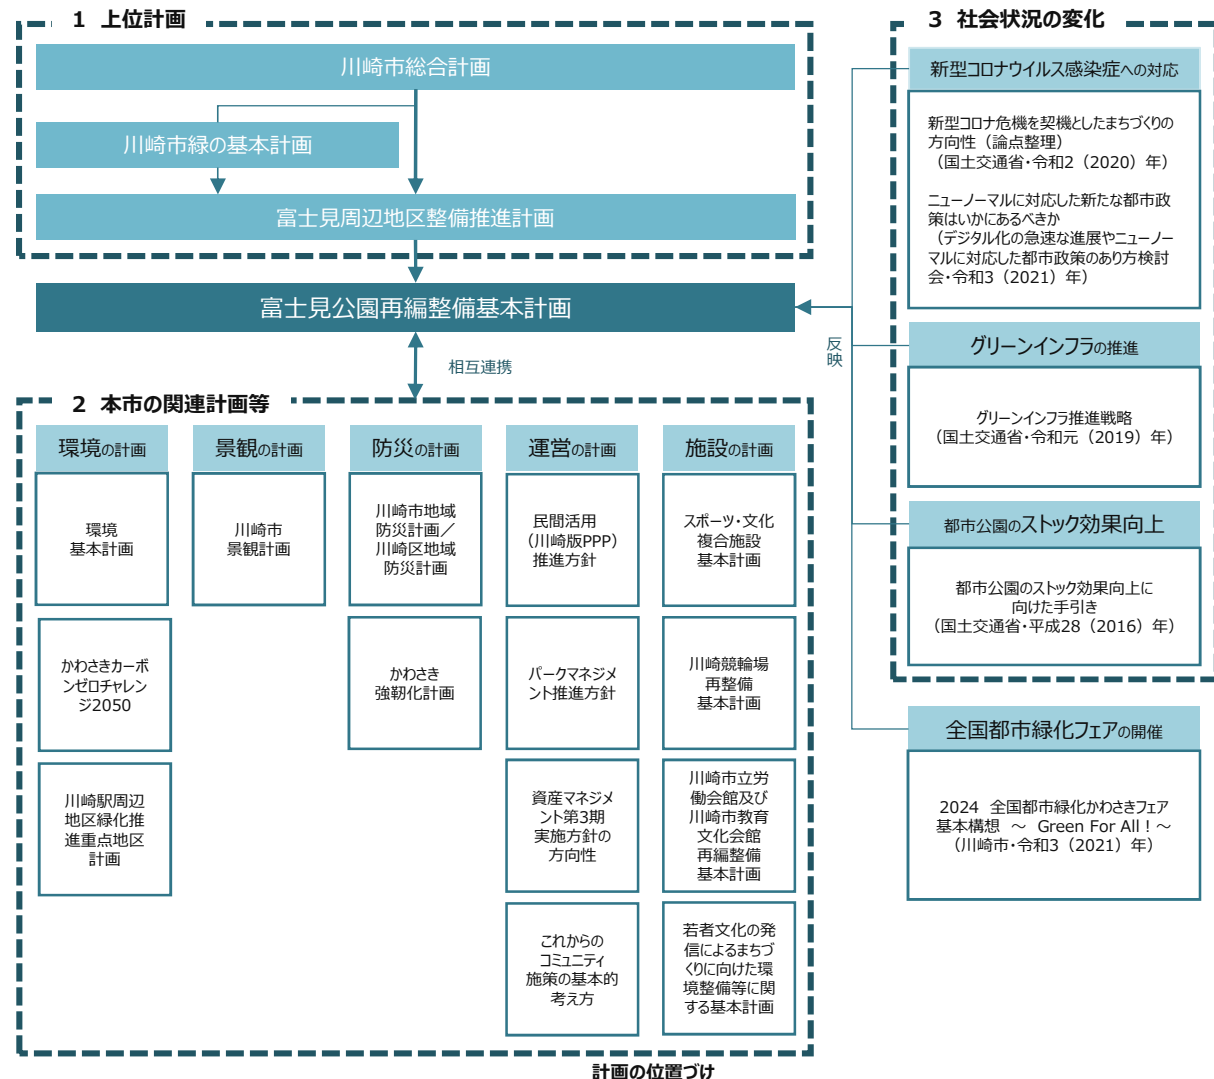 1 上位計画
川崎市総合計画
川崎市緑の基本計画
富士見周辺地区整備推進計画
富士見公園再編整備基本計画
相互連携
反映
2 本市の関連計画等
環境の計画
環境
基本計画
かわさきカーボ
ンゼロチャレン
ジ2050
川崎駅周辺
地区緑化推
進重点地区
計画
景観の計画
川崎市
景観計画
防災の計画
川崎市地域
防災計画／
川崎区地域
防災計画
かわさき
強靭化計画
運営の計画
民間活用
（川崎版PPP）
推進方針
パークマネジメ
ント推進方針
資産マネジメ
ント第3期
実施方針の
方向性
これからの
コミュニティ
施策の基本的
考え方
施設の計画
スポーツ・文化
複合施設
基本計画
川崎競輪場
再整備
基本計画
川崎市立労
働会館及び
川崎市教育
文化会館
再編整備
基本計画
若者文化の発
信によるまちづ
くりに向けた環
境整備等に関
する基本計画
3 社会状況の変化
新型コロナウイルス感染症への対応
新型コロナ危機を契機としたまちづくりの
方向性（論点整理）
（国土交通省・令和2（2020）年）
ニューノーマルに対応した新たな都市政
策はいかにあるべきか
（デジタル化の急速な進展やニューノー
マルに対応した都市政策のあり方検討
会・令和3（2021）年）
グリーンインフラの推進
グリーンインフラ推進戦略
（国土交通省・令和元（2019）年）
都市公園のストック効果向上
都市公園のストック効果向上に
向けた手引き
（国土交通省・平成28（2016）年）
全国都市緑化フェアの開催
2024 全国都市緑化かわさきフェア
基本構想 ～ Green For All！～
（川崎市・令和3（2021）年）
計画の位置づけ